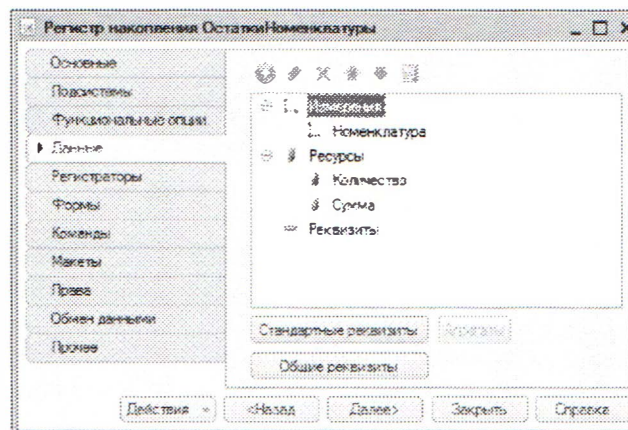 Регистр накопления ОстаткиНоменклатуры
Основные
Подсистемы
Функциональные опции
Данные
Регистраторы
Формы
Команды
Макеты
Права
Обмен данными
Прочее
Измерения
Номенклатура
Ресурсы
Количество
Сумма
Реквизиты
Стандартные реквизиты
Агрегаты
Общие реквизиты
Действия
<Назад
Далее>
Закрыть
Справка